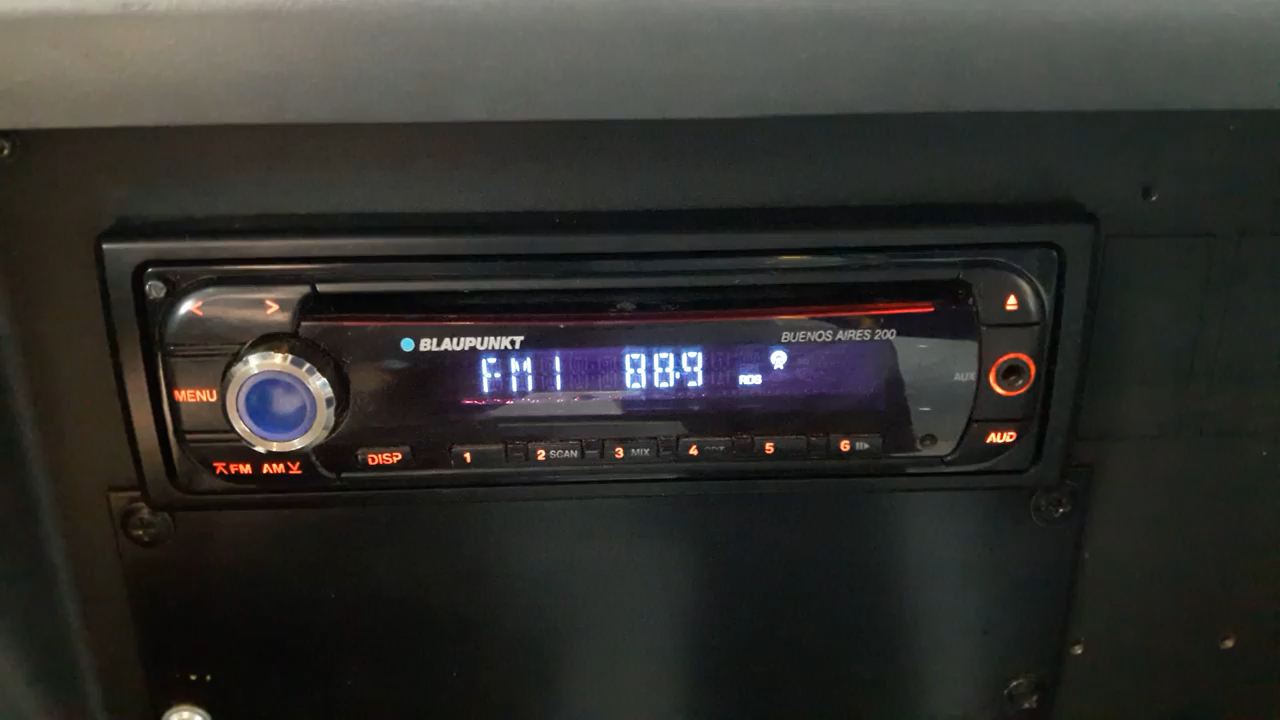 < >
BLAUPUNKT
BUENOS AIRES 200
FM1 88.9
RDS
MENU
AUX
FM AM
DISP
1
2 SCAN
3 MIX
4
5
6
AUD